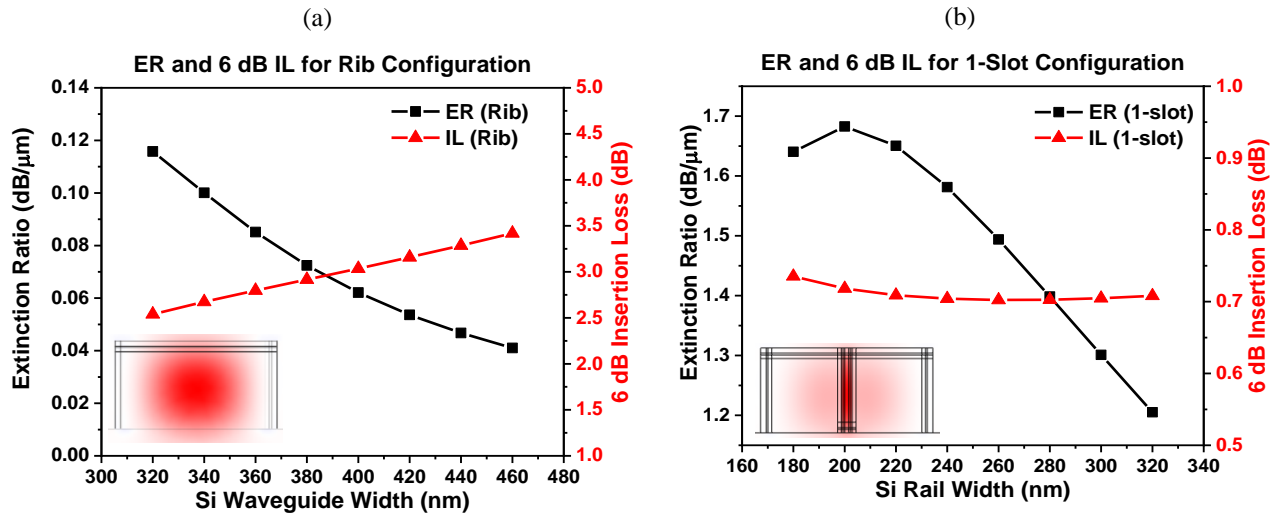 (a)
ER and 6 dB IL for Rib Configuration
ER (Rib)
IL (Rib)
Extinction Ratio (dB/μm)
0.14
0.12
0.10
0.08
0.06
0.04
0.02
0.00
6 dB Insertion Loss (dB)
5.0
4.5
4.0
3.5
3.0
2.5
2.0
1.5
1.0
300 320 340 360 380 400 420 440 460 480
Si Waveguide Width (nm)
(b)
ER and 6 dB IL for 1-Slot Configuration
ER (1-slot)
IL (1-slot)
Extinction Ratio (dB/μm)
1.7
1.6
1.5
1.4
1.3
1.2
6 dB Insertion Loss (dB)
1.0
0.9
0.8
0.7
0.6
0.5
160 180 200 220 240 260 280 300 320 340
Si Rail Width (nm)